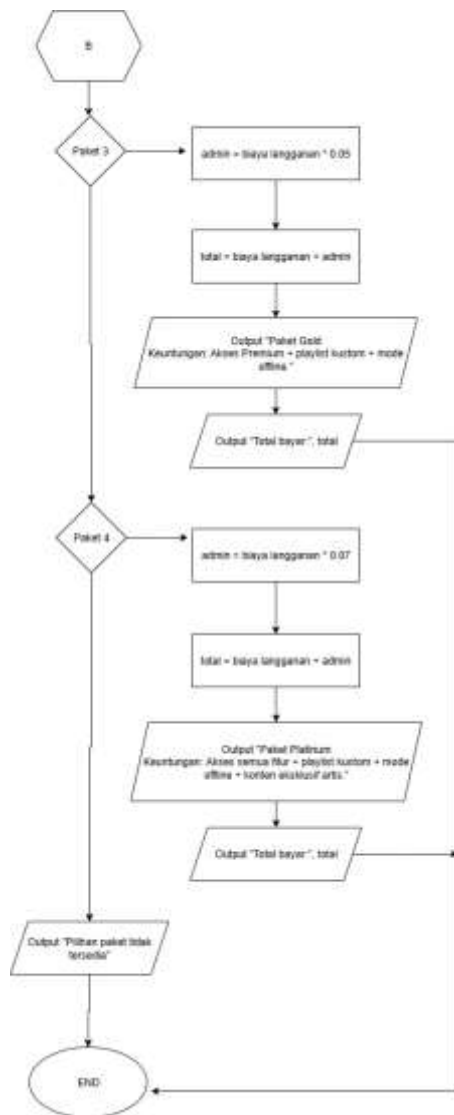 B
Paket 3
admin = biaya langganan * 0.05
total = biaya langganan + admin
Output "Paket Gold
Keuntungan: Akses Premium + playlist kustom + mode
offline."
Output "Total bayar:", total
Paket 4
admin = biaya langganan * 0.07
total = biaya langganan + admin
Output "Paket Platinum
Keuntungan: Akses semua fitur + playlist kustom + mode
offline + konten eksklusif artis."
Output "Total bayar:", total
Output "Pilihan paket tidak
tersedia"
END